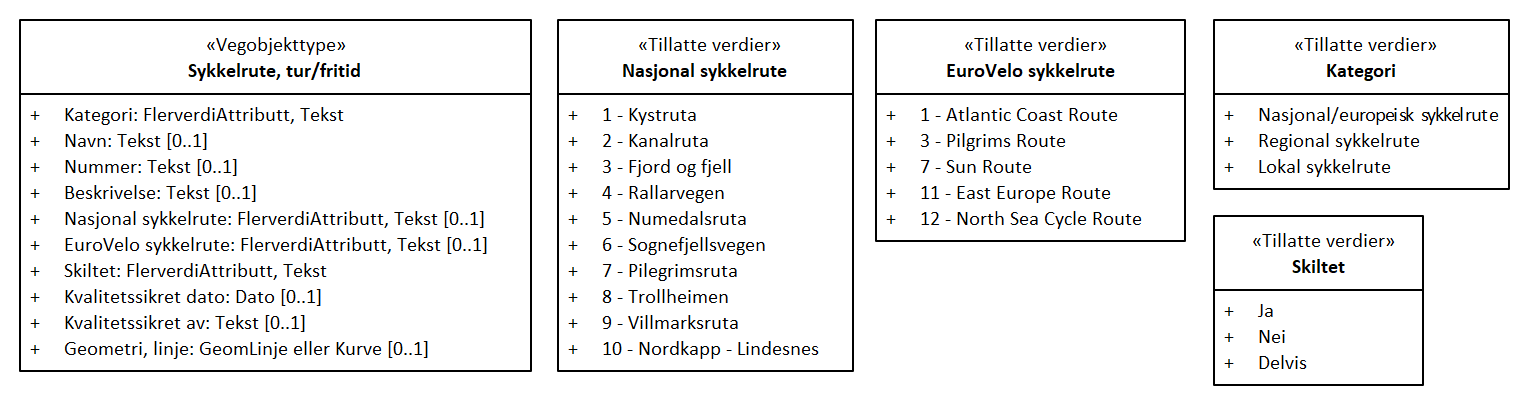 «Vegobjekttype»
Sykkelrute, tur/fritid
+ Kategori: FlerverdiAttributt, Tekst
+ Navn: Tekst [0..1]
+ Nummer: Tekst [0..1]
+ Beskrivelse: Tekst [0..1]
+ Nasjonal sykkelrute: FlerverdiAttributt, Tekst [0..1]
+ EuroVelo sykkelrute: FlerverdiAttributt, Tekst [0..1]
+ Skiltet: FlerverdiAttributt, Tekst
+ Kvalitetssikret dato: Dato [0..1]
+ Kvalitetssikret av: Tekst [0..1]
+ Geometri, linje: GeomLinje eller Kurve [0..1]
«Tillatte verdier»
Nasjonal sykkelrute
+ 1 - Kystruta
+ 2 - Kanalruta
+ 3 - Fjord og fjell
+ 4 - Rallarvegen
+ 5 - Numedalsruta
+ 6 - Sognefjellsvegen
+ 7 - Pilegrimsruta
+ 8 - Trollheimen
+ 9 - Villmarksruta
+ 10 - Nordkapp - Lindesnes
«Tillatte verdier»
EuroVelo sykkelrute
+ 1 - Atlantic Coast Route
+ 3 - Pilgrims Route
+ 7 - Sun Route
+ 11 - East Europe Route
+ 12 - North Sea Cycle Route
«Tillatte verdier»
Kategori
+ Nasjonal/europeisk sykkelrute
+ Regional sykkelrute
+ Lokal sykkelrute
«Tillatte verdier»
Skiltet
+ Ja
+ Nei
+ Delvis